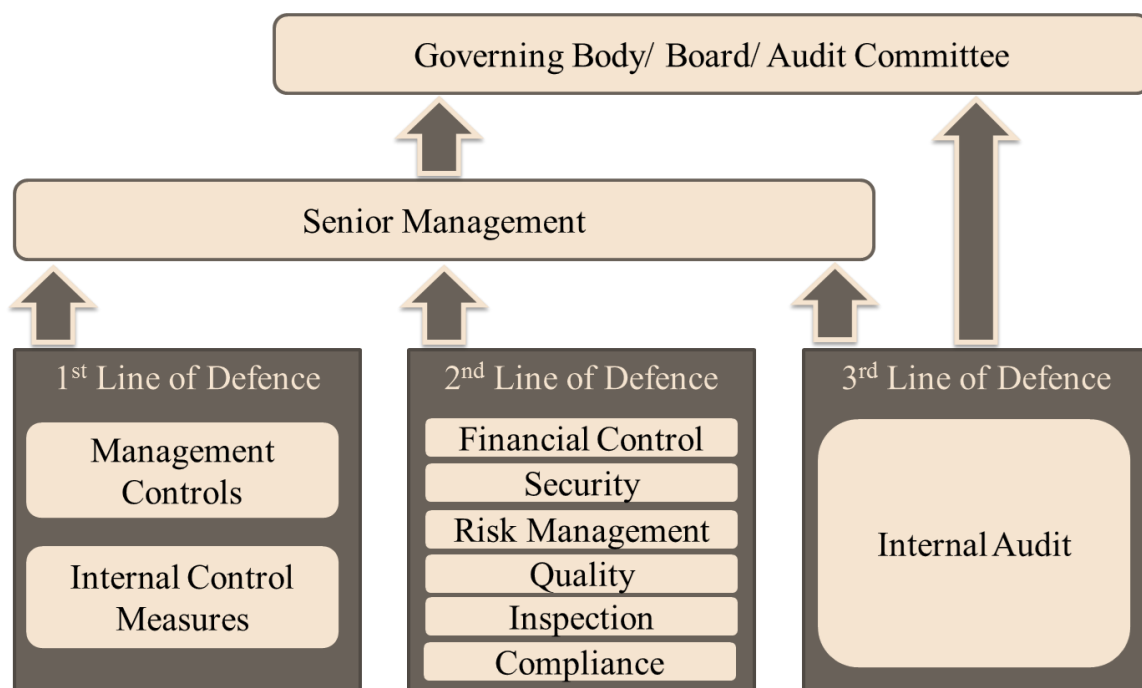 Governing Body/ Board/ Audit Committee
Senior Management
1st Line of Defence
Management
Controls
Internal Control
Measures
2nd Line of Defence
Financial Control
Security
Risk Management
Quality
Inspection
Compliance
3rd Line of Defence
Internal Audit